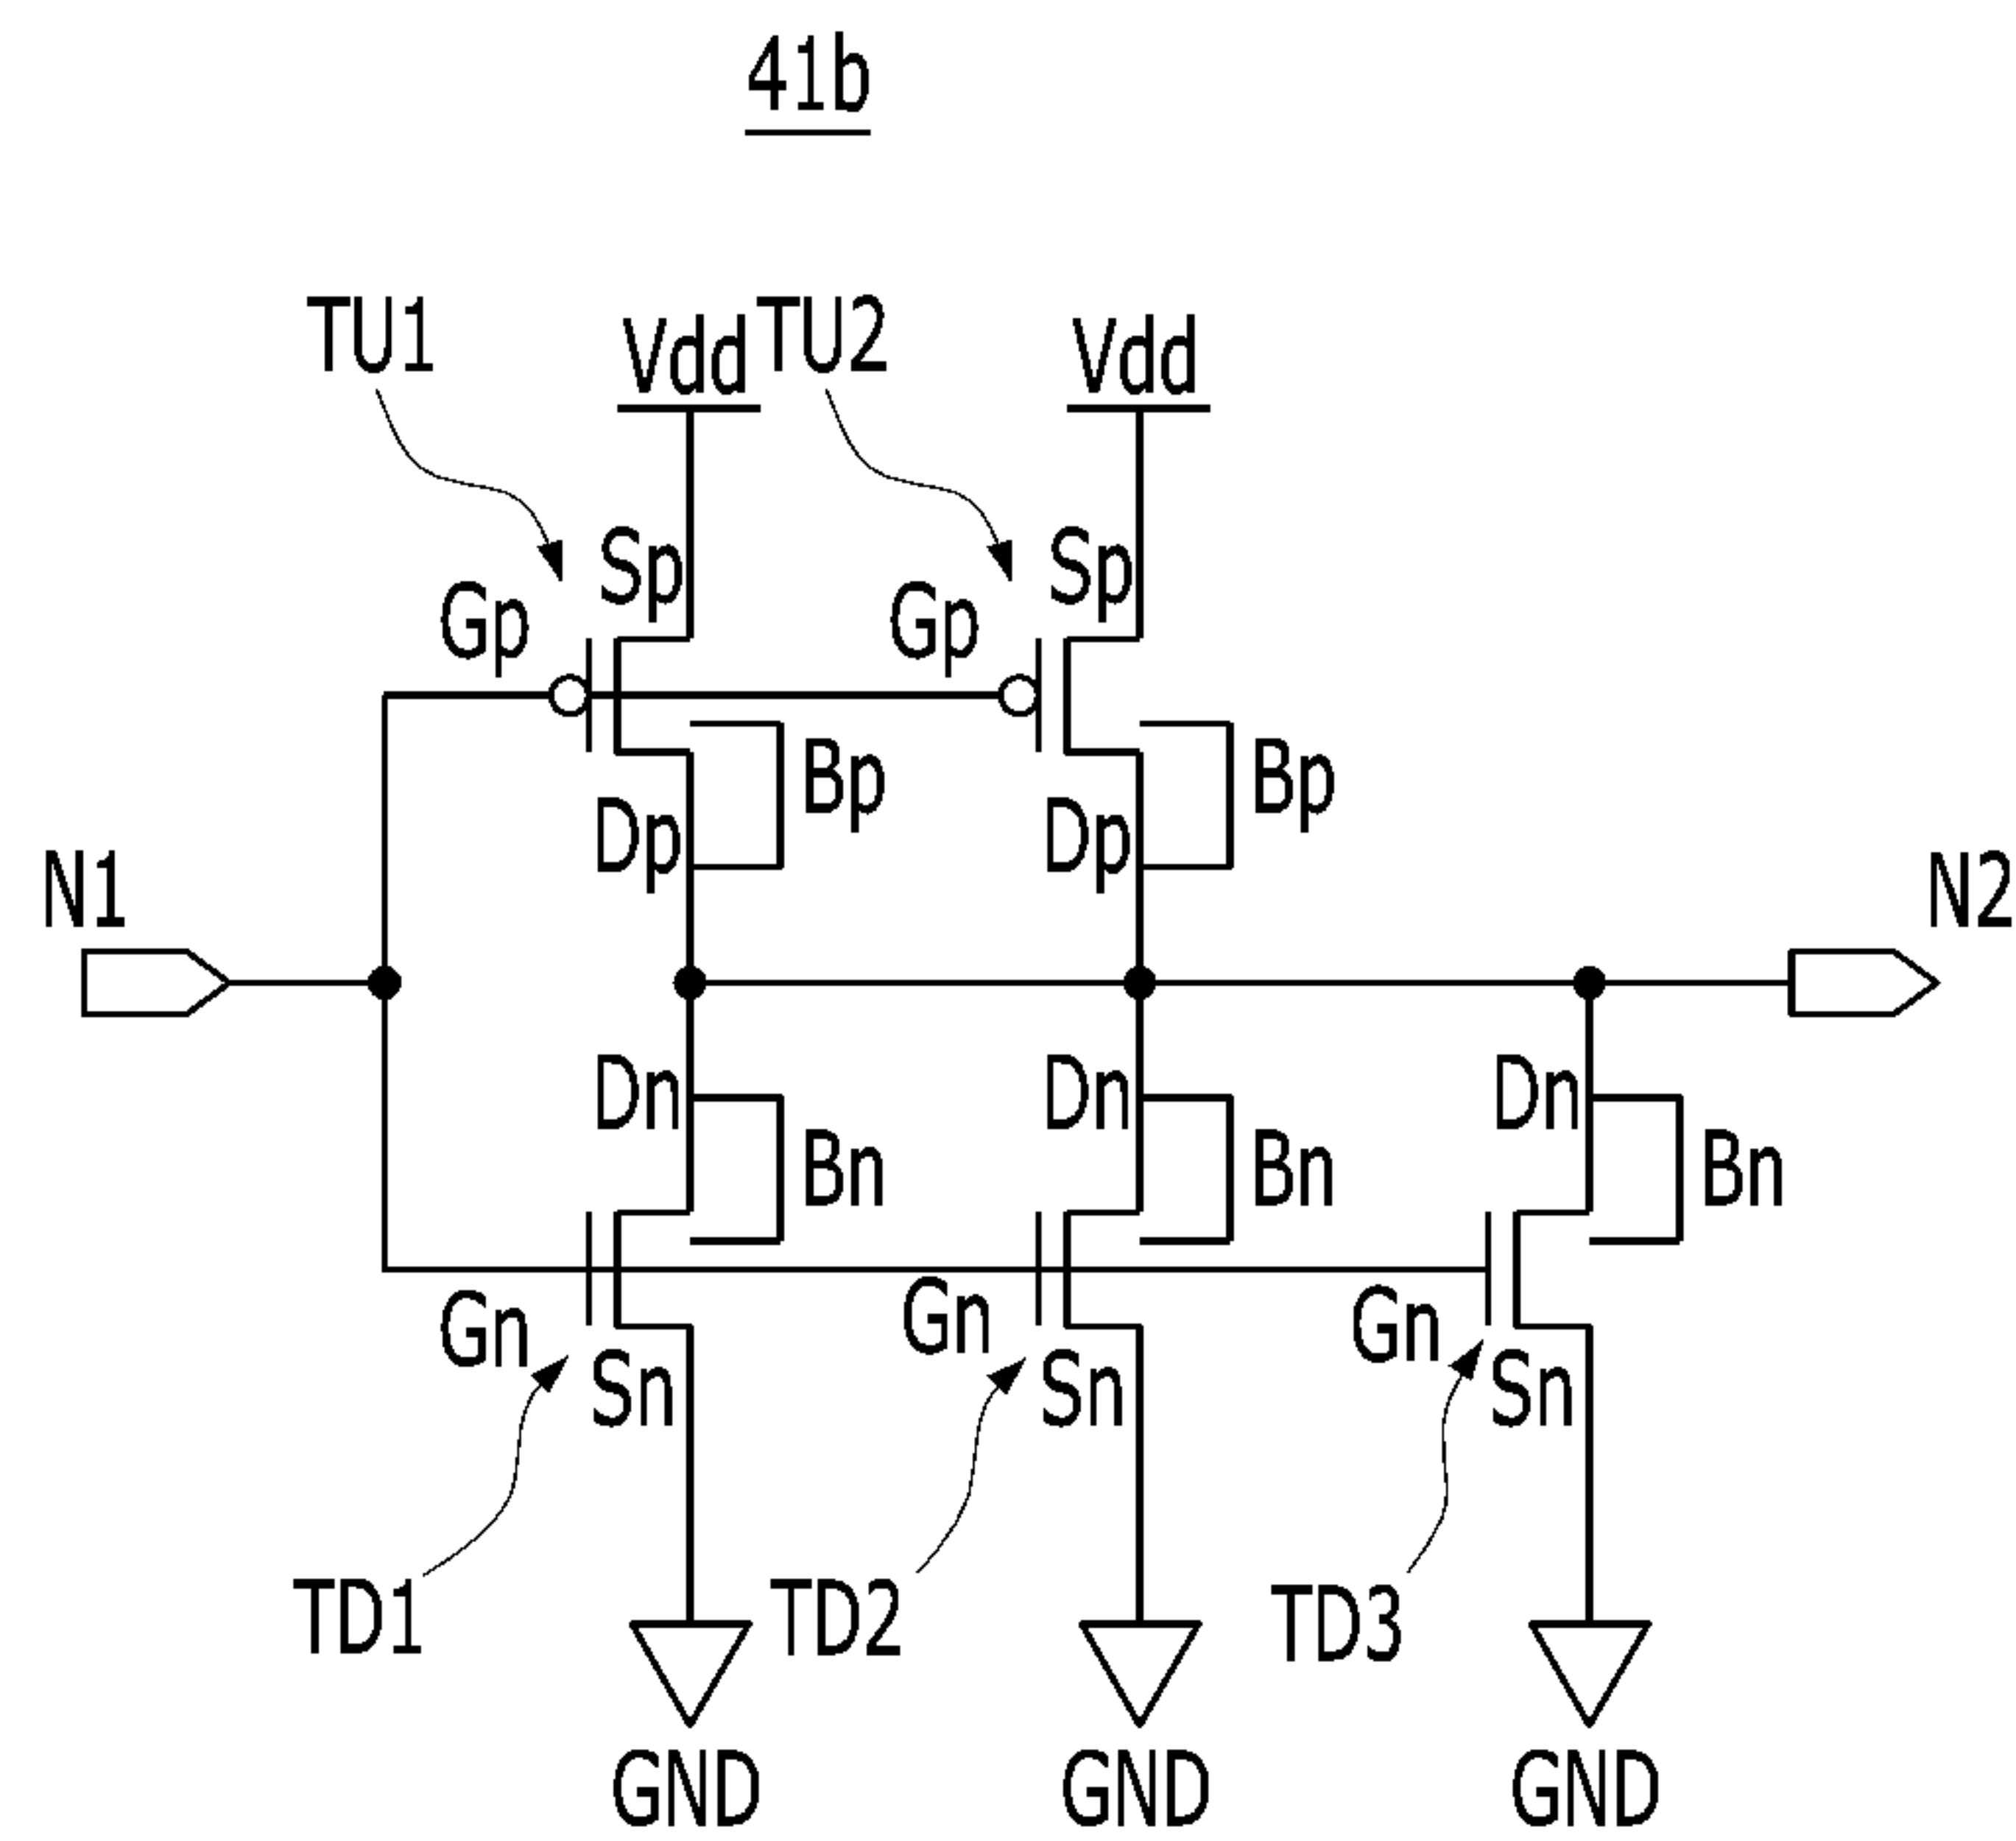 41b
TU1
Vdd
TU2
Vdd
Sp
Sp
Gp
Gp
Bp
Bp
Dp
Dp
N1
N2
Dn
Dn
Dn
Bn
Bn
Bn
Gn
Gn
Gn
Sn
Sn
Sn
TD1
TD2
TD3
GND
GND
GND